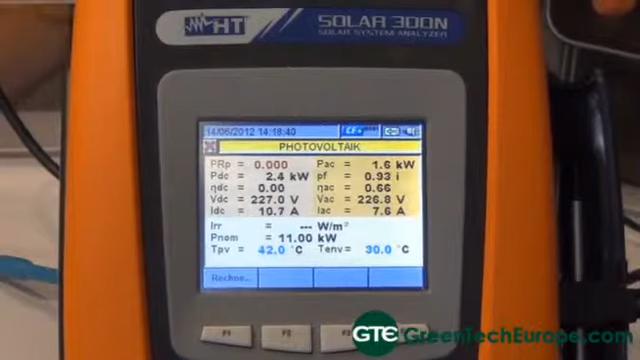 HT SOLAR 300N
SOLAR SYSTEM ANALYZER
14/06/2012 14:18:40
PHOTOVOLTAIK
PRp = 0.000 Pac = 1.6 kW
Pdc = 2.4 kW pf = 0.93 i
ηdc = 0.00 ηac = 0.66
Vdc = 227.0 V Vac = 226.8 V
Idc = 10.7 A Iac = 7.6 A
Irr = --- W/m²
Pnom = 11.00 kW
Tpv = 42.0 °C Tenv = 30.0 °C
Rechne...
F1 F2 F3
GTE GreenTechEurope.com